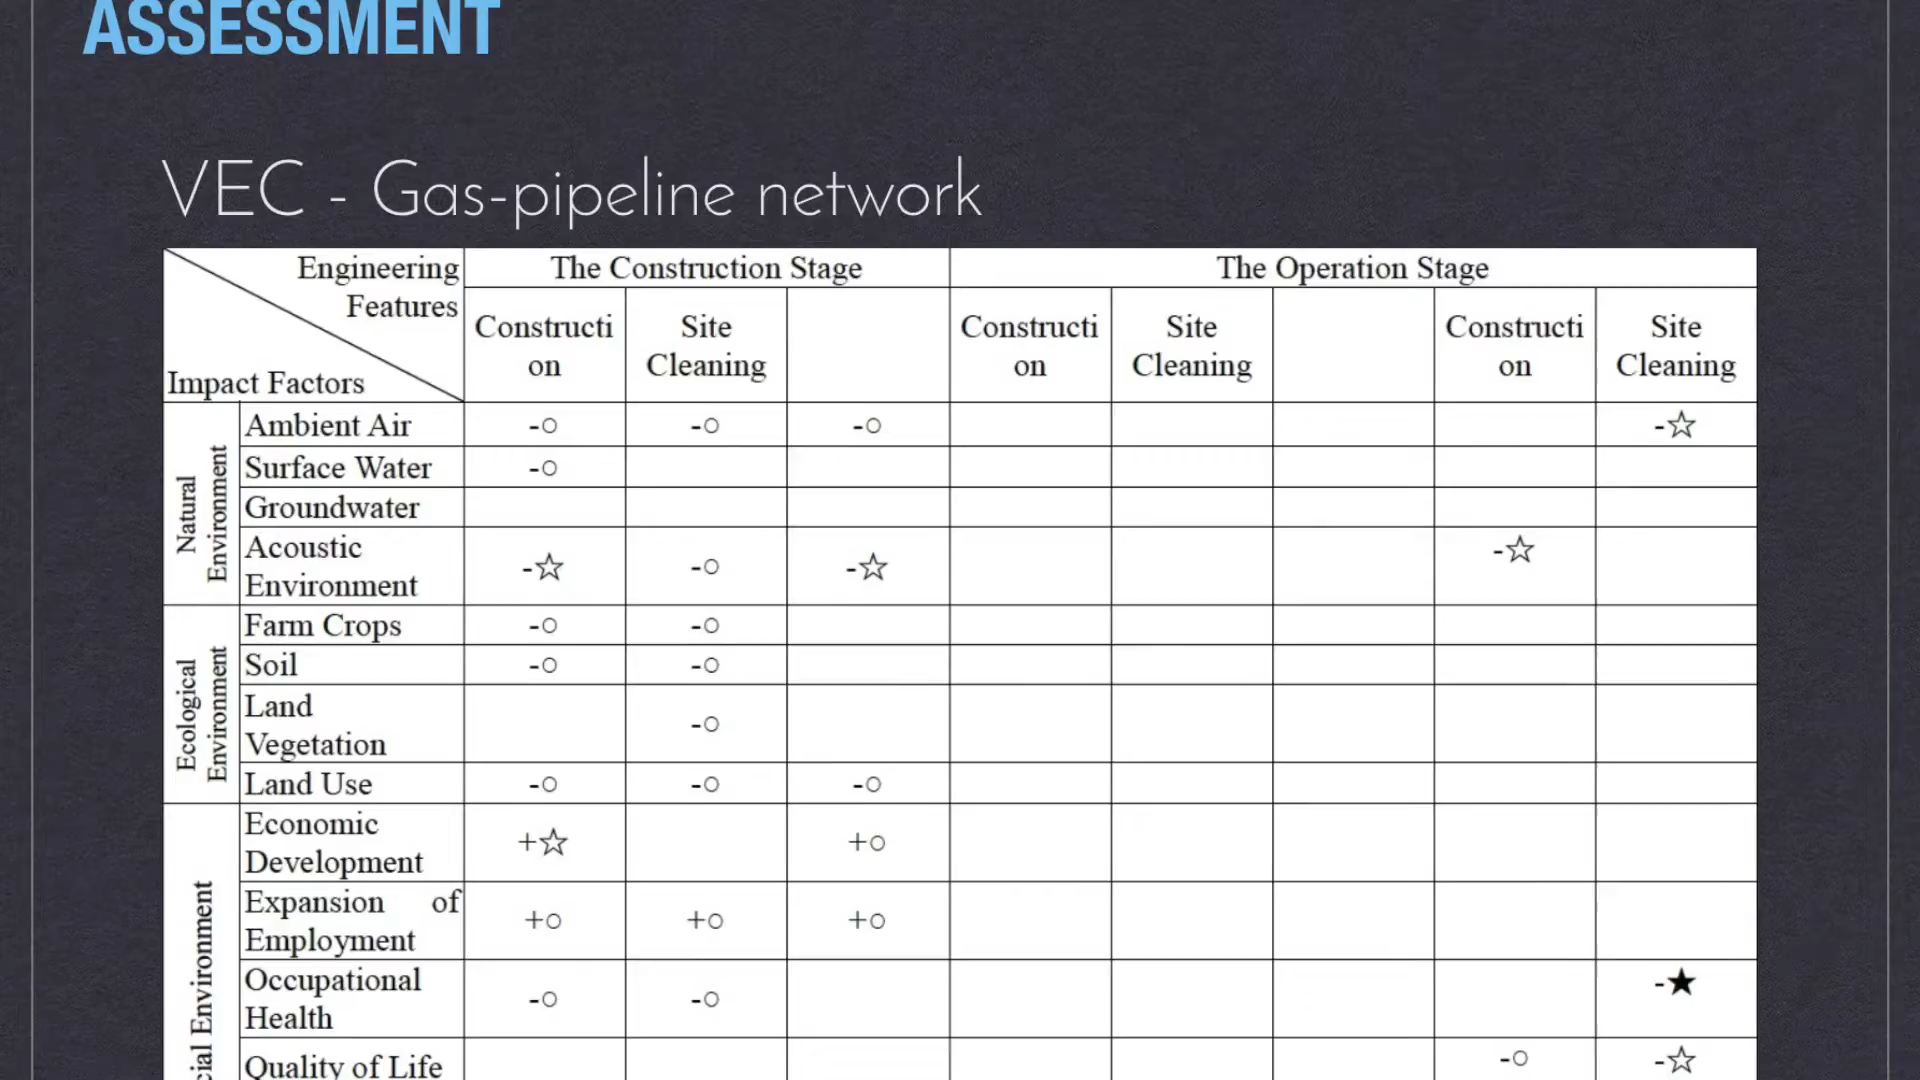 ASSESSMENT
VEC - Gas-pipeline network
Engineering
Features
Impact Factors
The Construction Stage
The Operation Stage
Constructi
on
Site
Cleaning
Constructi
on
Site
Cleaning
Constructi
on
Site
Cleaning
Natural
Environment
Ambient Air -○ -○ -○ -☆
Surface Water -○
Groundwater
Acoustic
Environment -☆ -○ -☆ -☆
Ecological
Environment
Farm Crops -○ -○
Soil -○ -○
Land
Vegetation -○
Land Use -○ -○ -○
cial Environment
Economic
Development +☆ +○
Expansion of
Employment +○ +○ +○
Occupational
Health -○ -○ -★
Quality of Life -○ -☆